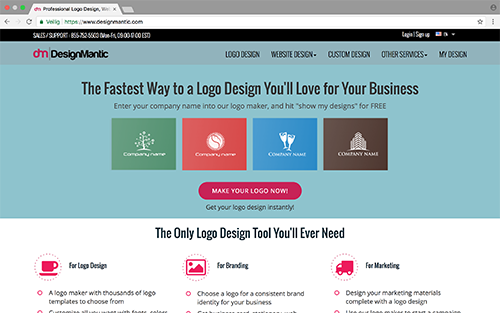 Professional Logo Design, We
Veilig https://www.designmantic.com
SALES / SUPPORT : 855-752-5503 (Mon-Fri, 09:00-17:00 EST)
Login | Sign up
EN
dm DesignMantic
LOGO DESIGN WEBSITE DESIGN CUSTOM DESIGN OTHER SERVICES MY DESIGN
The Fastest Way to a Logo Design You'll Love for Your Business
Enter your company name into our logo maker, and hit "show my designs" for FREE
Company name
Company name
COMPANY NAME
COMPANY NAME
MAKE YOUR LOGO NOW!
Get your logo design instantly!
The Only Logo Design Tool You'll Ever Need
For Logo Design
A logo maker with thousands of logo
templates to choose from
Customize all you want with fonts, colors
For Branding
Choose a logo for a consistent brand
identity for your business
Get business card, stationery, web
For Marketing
Design your marketing materials
complete with a logo design
Use our logo maker to start a campaign